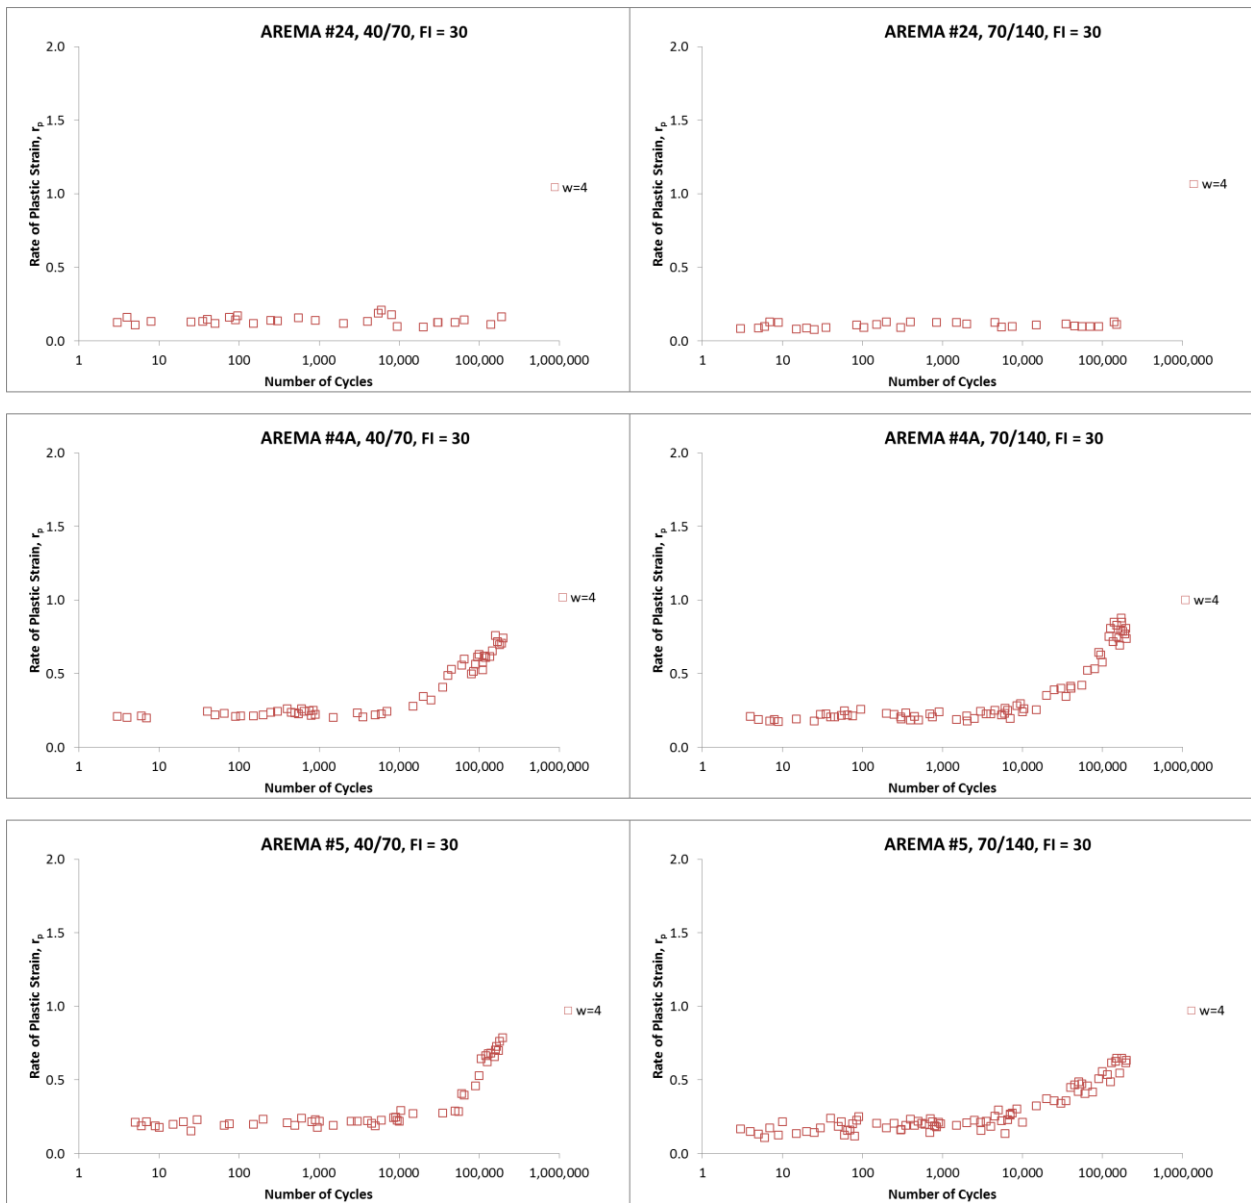 AREMA #24, 40/70, FI = 30
2.0
1.5
1.0
0.5
0.0
Rate of Plastic Strain, rp
1 10 100 1,000 10,000 100,000 1,000,000
Number of Cycles
w=4
AREMA #24, 70/140, FI = 30
2.0
1.5
1.0
0.5
0.0
Rate of Plastic Strain, rp
1 10 100 1,000 10,000 100,000 1,000,000
Number of Cycles
w=4
AREMA #4A, 40/70, FI = 30
2.0
1.5
1.0
0.5
0.0
Rate of Plastic Strain, rp
1 10 100 1,000 10,000 100,000 1,000,000
Number of Cycles
w=4
AREMA #4A, 70/140, FI = 30
2.0
1.5
1.0
0.5
0.0
Rate of Plastic Strain, rp
1 10 100 1,000 10,000 100,000 1,000,000
Number of Cycles
w=4
AREMA #5, 40/70, FI = 30
2.0
1.5
1.0
0.5
0.0
Rate of Plastic Strain, rp
1 10 100 1,000 10,000 100,000 1,000,000
Number of Cycles
w=4
AREMA #5, 70/140, FI = 30
2.0
1.5
1.0
0.5
0.0
Rate of Plastic Strain, rp
1 10 100 1,000 10,000 100,000 1,000,000
Number of Cycles
w=4